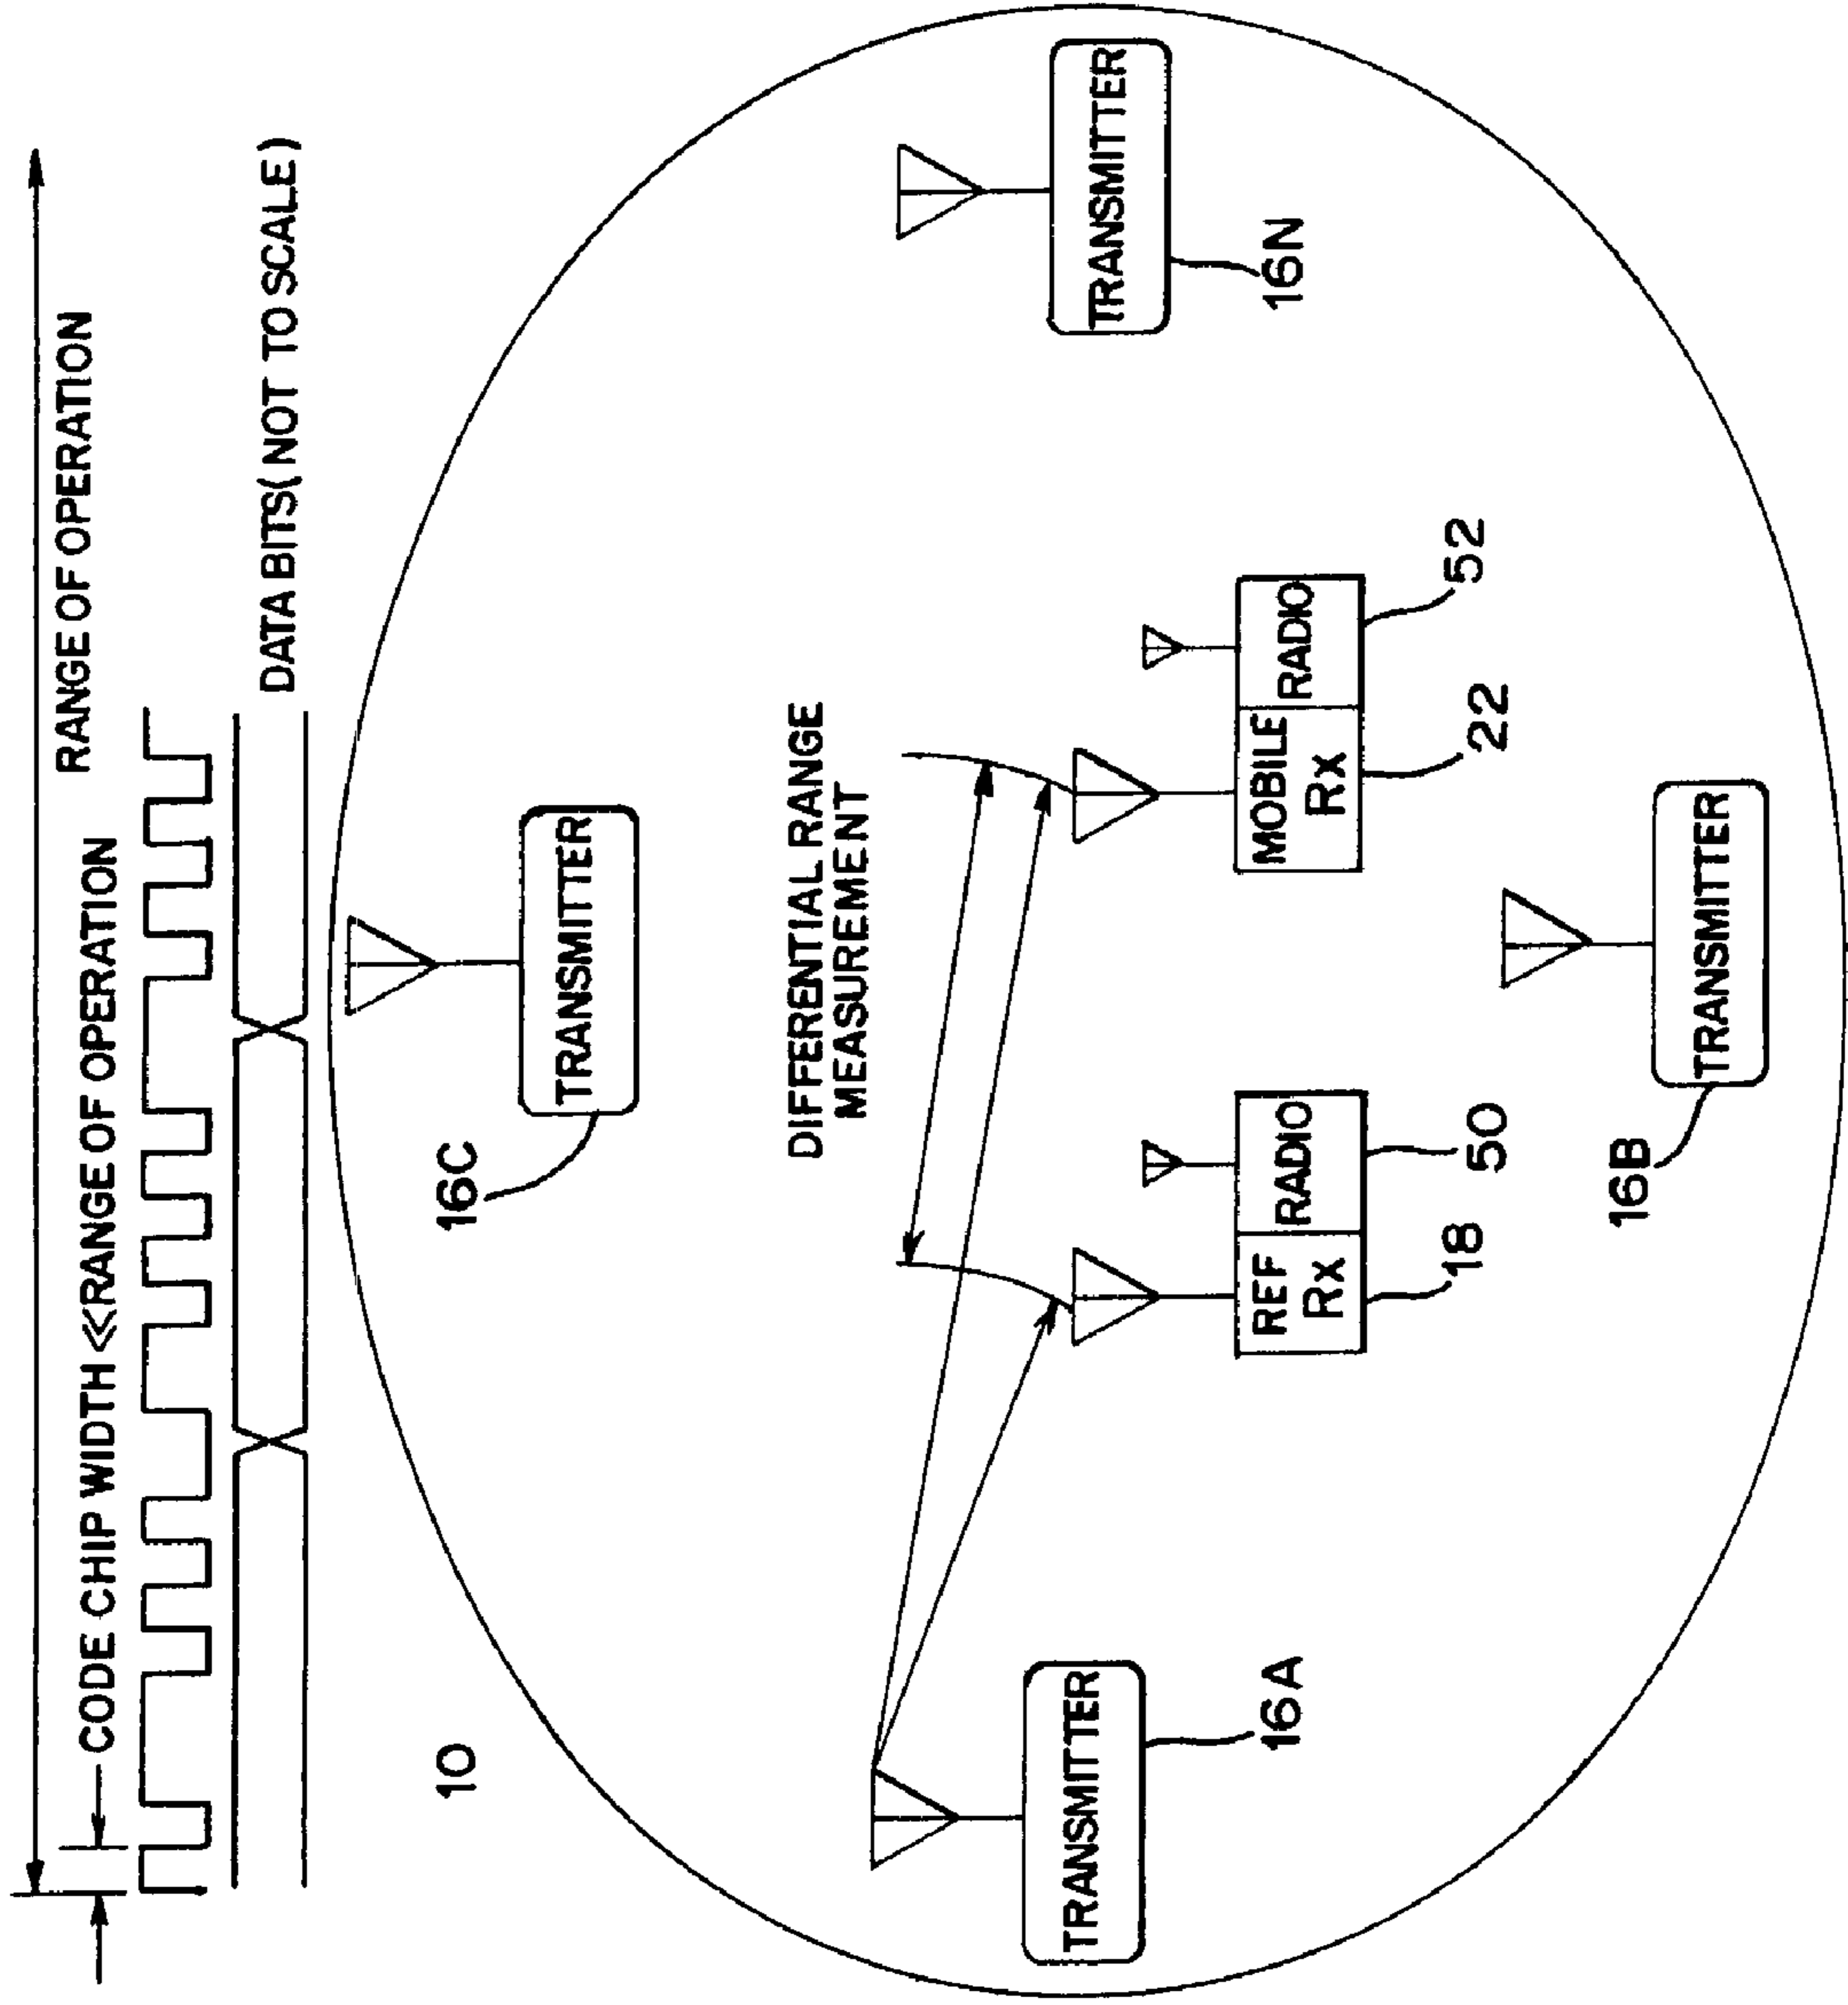 RANGE OF OPERATION
CODE CHIP WIDTH <<RANGE OF OPERATION
DATA BITS(NOT TO SCALE)
10
16C
TRANSMITTER
DIFFERENTIAL RANGE
MEASUREMENT
TRANSMITTER
16A
REF
Rx
RADIO
18
50
MOBILE
Rx
RADIO
22
52
TRANSMITTER
16N
TRANSMITTER
16B